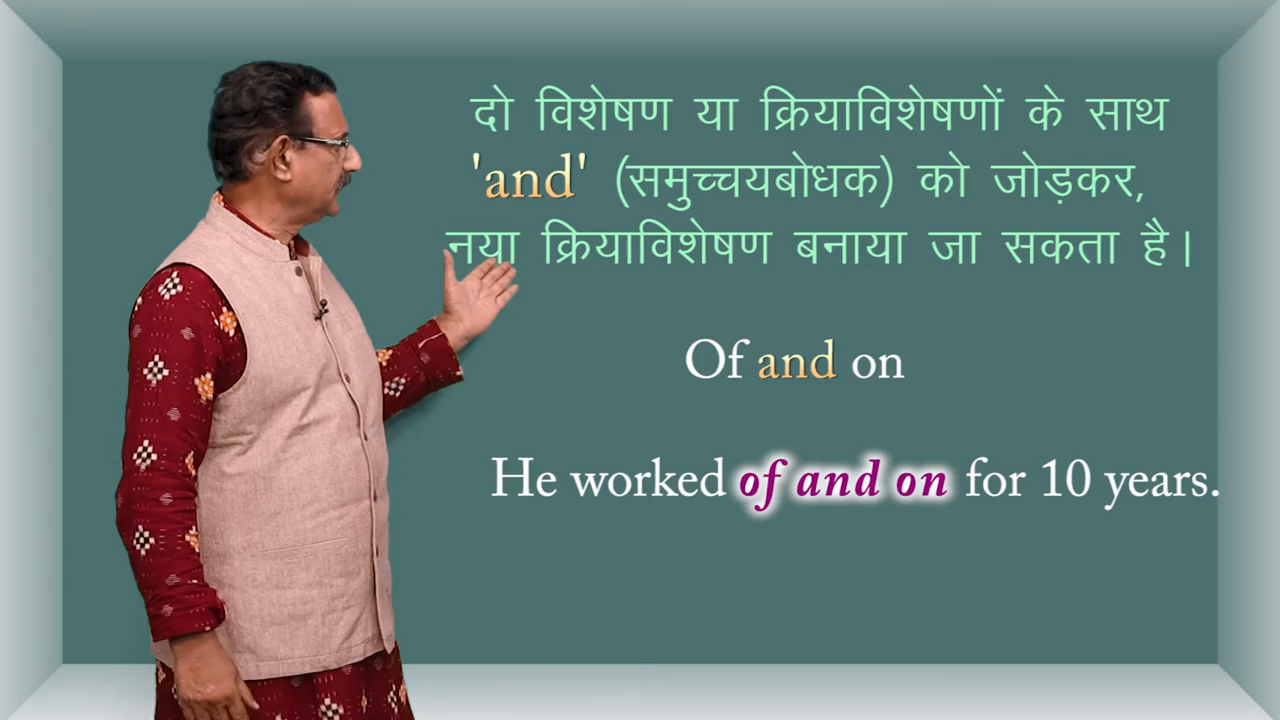 दो विशेषण या क्रियाविशेषणों के साथ
'and' (समुच्चयबोधक) को जोड़कर,
नया क्रियाविशेषण बनाया जा सकता है।
Of and on
He worked of and on for 10 years.